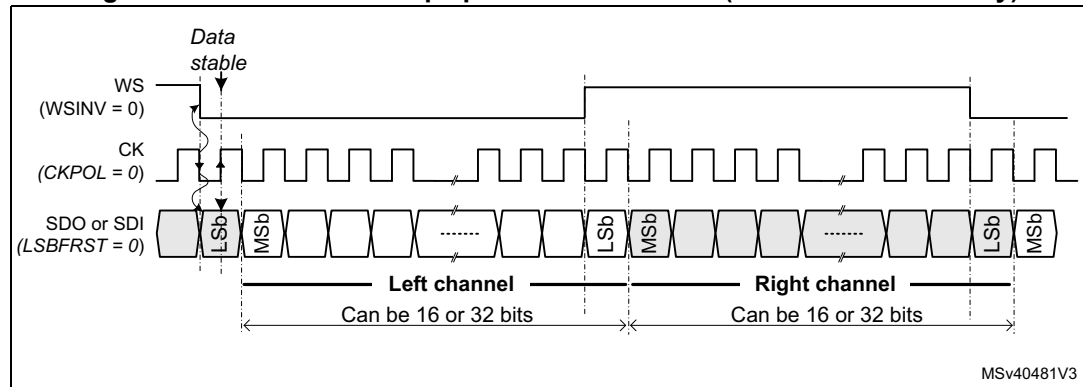 Data
stable
WS
(WSINV = 0)
CK
(CKPOL = 0)
SDO or SDI
(LSBFRST = 0)
LSb
MSb
LSb
MSb
LSb
MSb
Left channel
Right channel
Can be 16 or 32 bits
Can be 16 or 32 bits
MSv40481V3